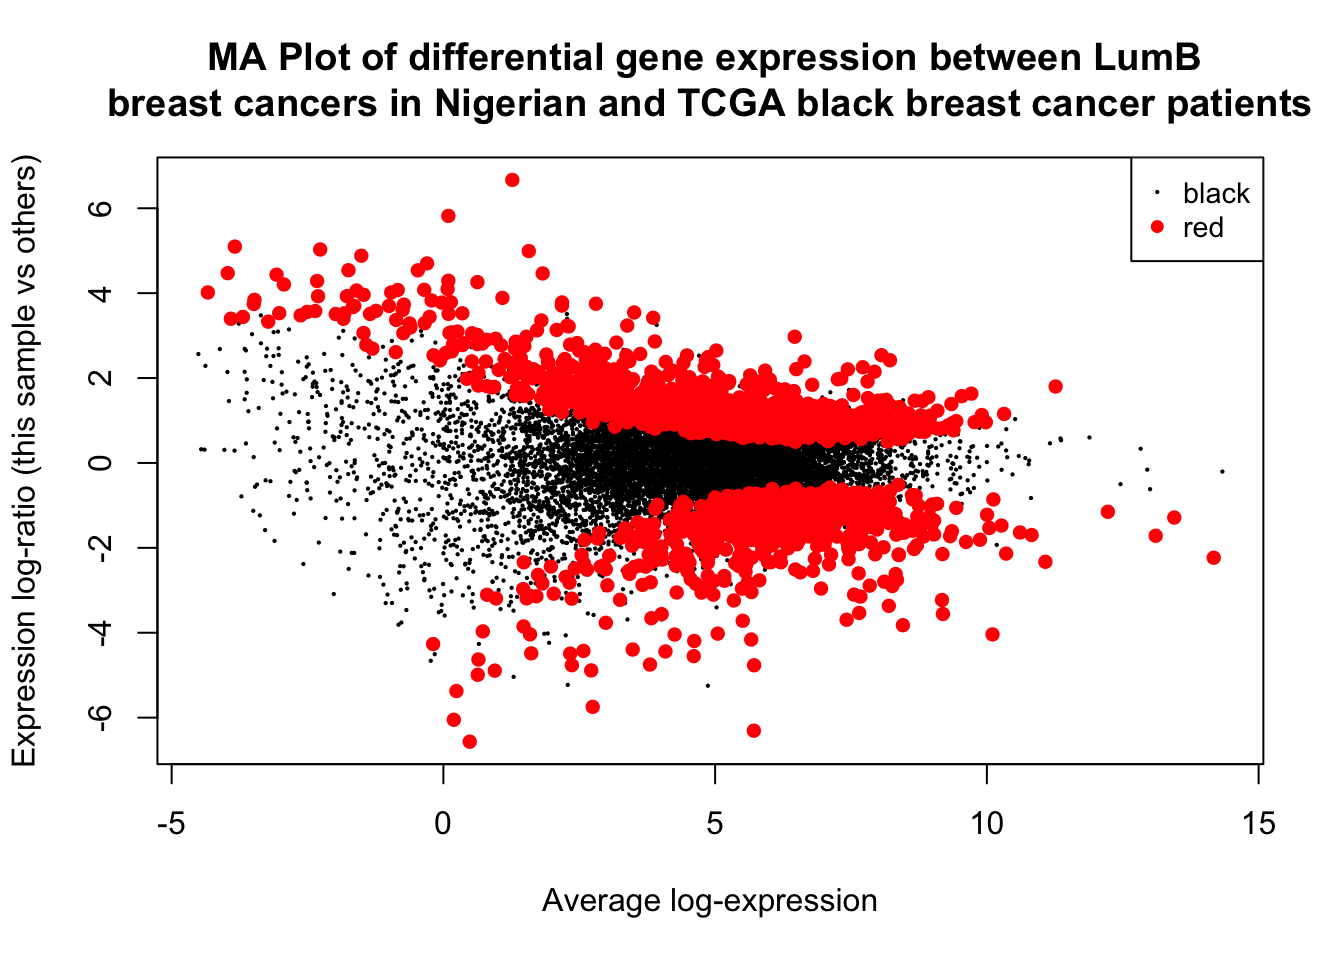 MA Plot of differential gene expression between LumB
breast cancers in Nigerian and TCGA black breast cancer patients
Expression log-ratio (this sample vs others)
6
4
2
0
-2
-4
-6
black
red
-5 0 5 10 15
Average log-expression